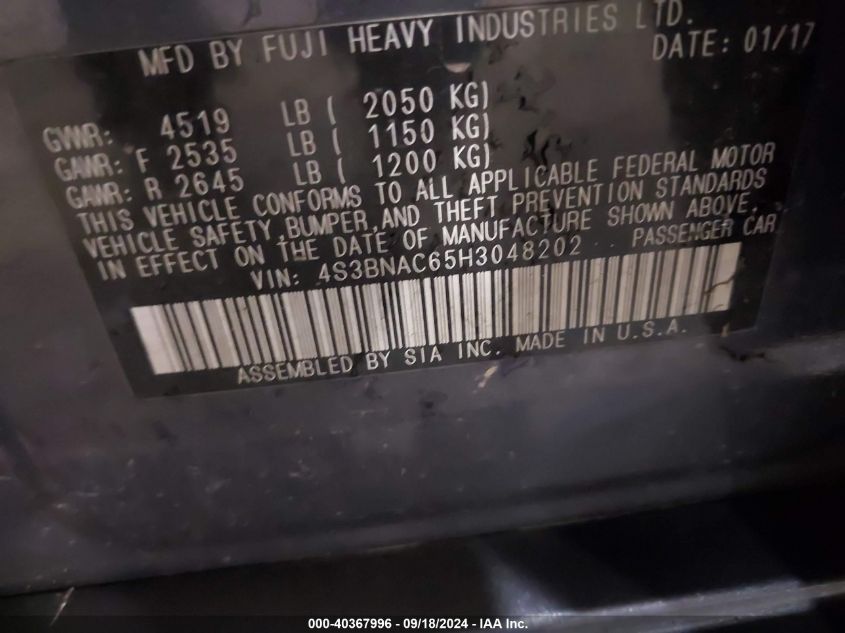 MFD BY FUJI HEAVY INDUSTRIES LTD.
DATE: 01/17
GVWR: 4519 LB ( 2050 KG)
GAWR: F 2535 LB ( 1150 KG)
GAWR: R 2645 LB ( 1200 KG)
THIS VEHICLE CONFORMS TO ALL APPLICABLE FEDERAL MOTOR
VEHICLE SAFETY,BUMPER,AND THEFT PREVENTION STANDARDS
IN EFFECT ON THE DATE OF MANUFACTURE SHOWN ABOVE.
VIN: 4S3BNAC65H3048202 PASSENGER CAR
ASSEMBLED BY SIA INC. MADE IN U.S.A.
000-40367996 - 09/18/2024 - IAA Inc.